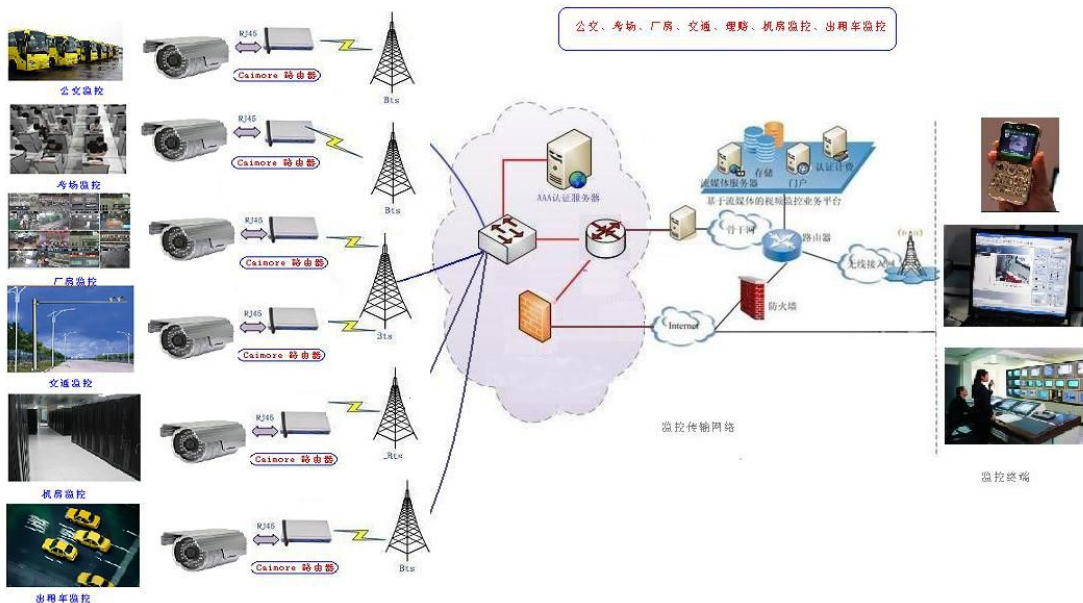 公交、考场、厂房、交通、埋赂、机房监控、出租车监控
RJ45
Caimore 路由器
Bts
公交监控
RJ45
Caimore 路由器
Bts
考场监控
RJ45
Caimore 路由器
厂房监控
RJ45
Caimore 路由器
Bts
交通监控
RJ45
Caimore 路由器
Bts
机房监控
RJ45
Caimore 路由器
Bts
出租车监控
AAA认证服务器
流媒体服务器
存储
门户
认证计费
基于流媒体的视频监控业务平台
骨干网
路由器
无线接入网
防火墙
Internet
监控传输网络
监控终端